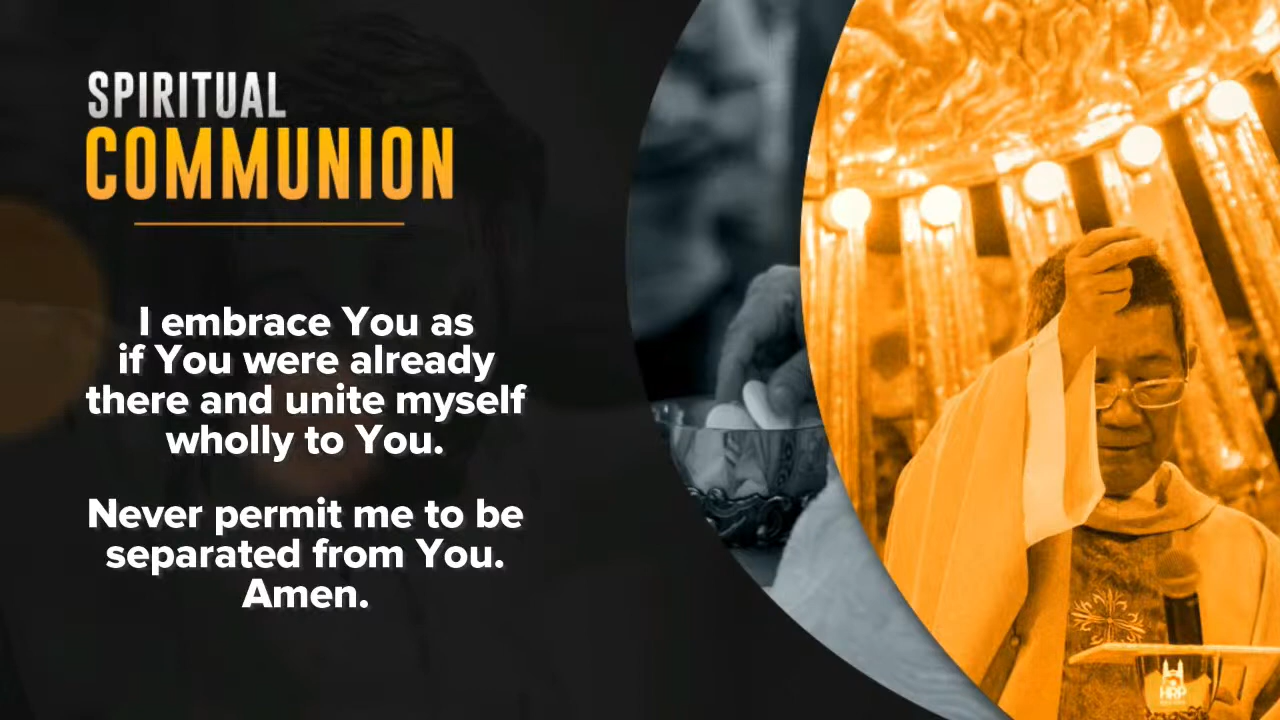 SPIRITUAL
COMMUNION
I embrace You as
if You were already
there and unite myself
wholly to You.
Never permit me to be
separated from You.
Amen.
HRP